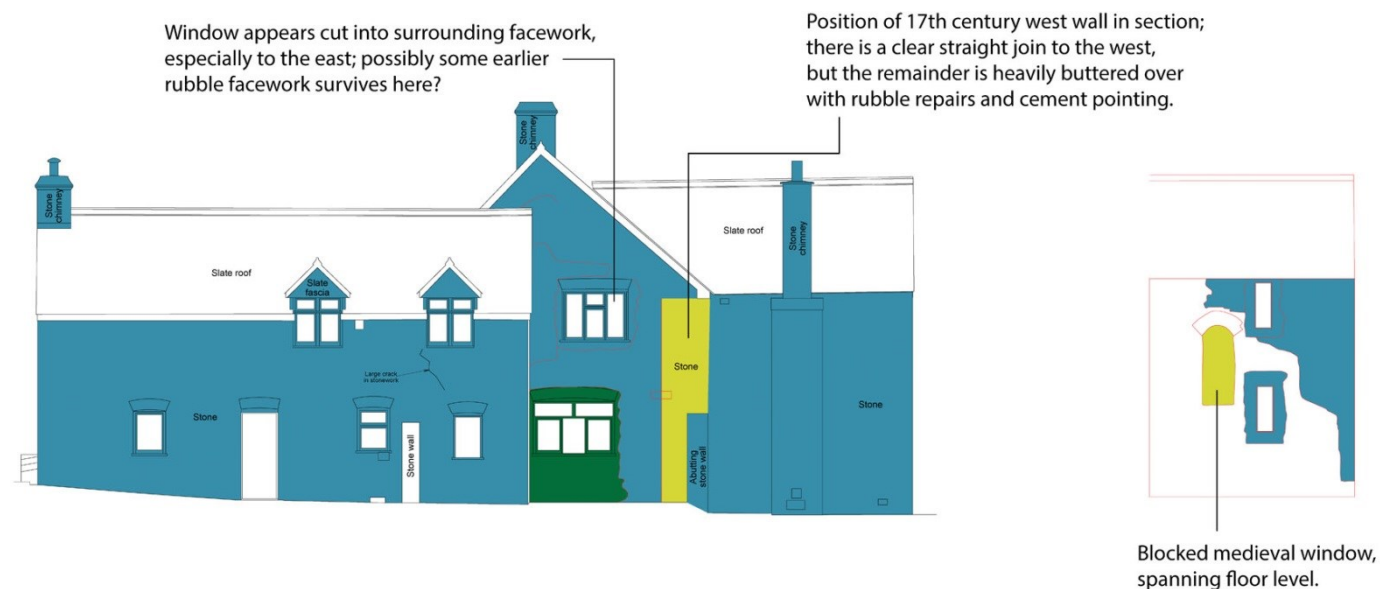 Window appears cut into surrounding facework,
especially to the east; possibly some earlier
rubble facework survives here?
Position of 17th century west wall in section;
there is a clear straight join to the west,
but the remainder is heavily buttered over
with rubble repairs and cement pointing.
Stone
chimney
Stone
chimney
Stone
chimney
Slate roof
Slate roof
Slate
fascia
Large crack
in stonework
Stone
Stone wall
Stone
Abutting
stone wall
Stone
Blocked medieval window,
spanning floor level.